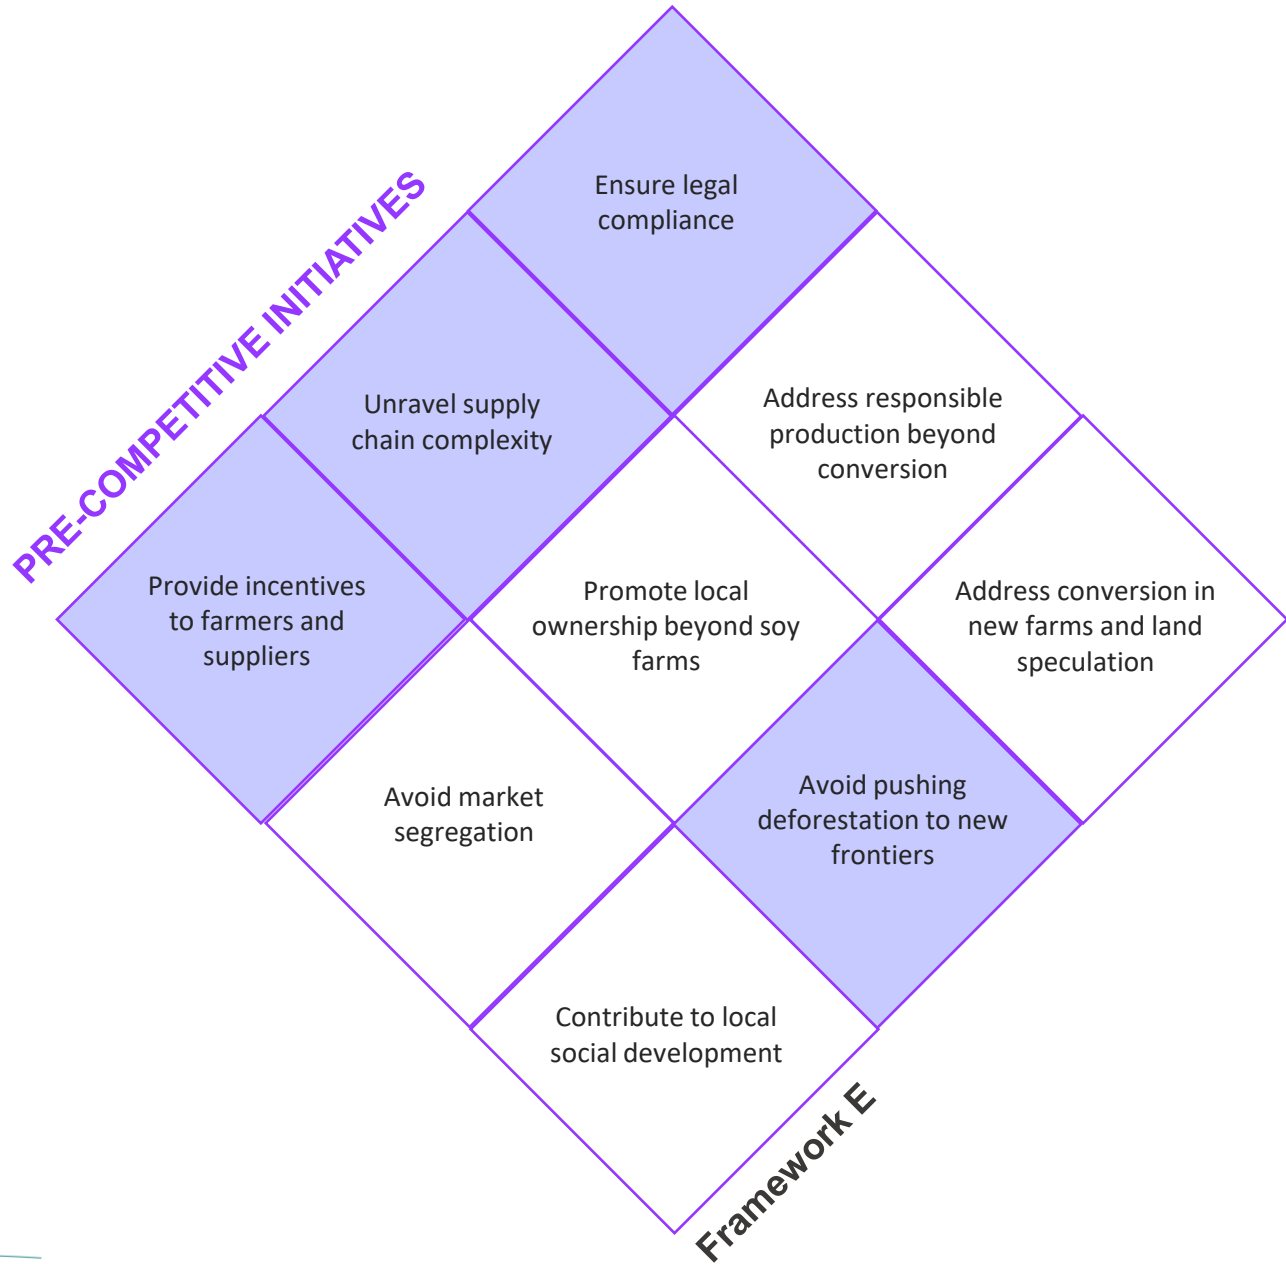 PRE-COMPETITIVE INITIATIVES
Ensure legal
compliance
Unravel supply
chain complexity
Address responsible
production beyond
conversion
Provide incentives
to farmers and
suppliers
Promote local
ownership beyond soy
farms
Address conversion in
new farms and land
speculation
Avoid market
segregation
Avoid pushing
deforestation to new
frontiers
Contribute to local
social development
Framework E